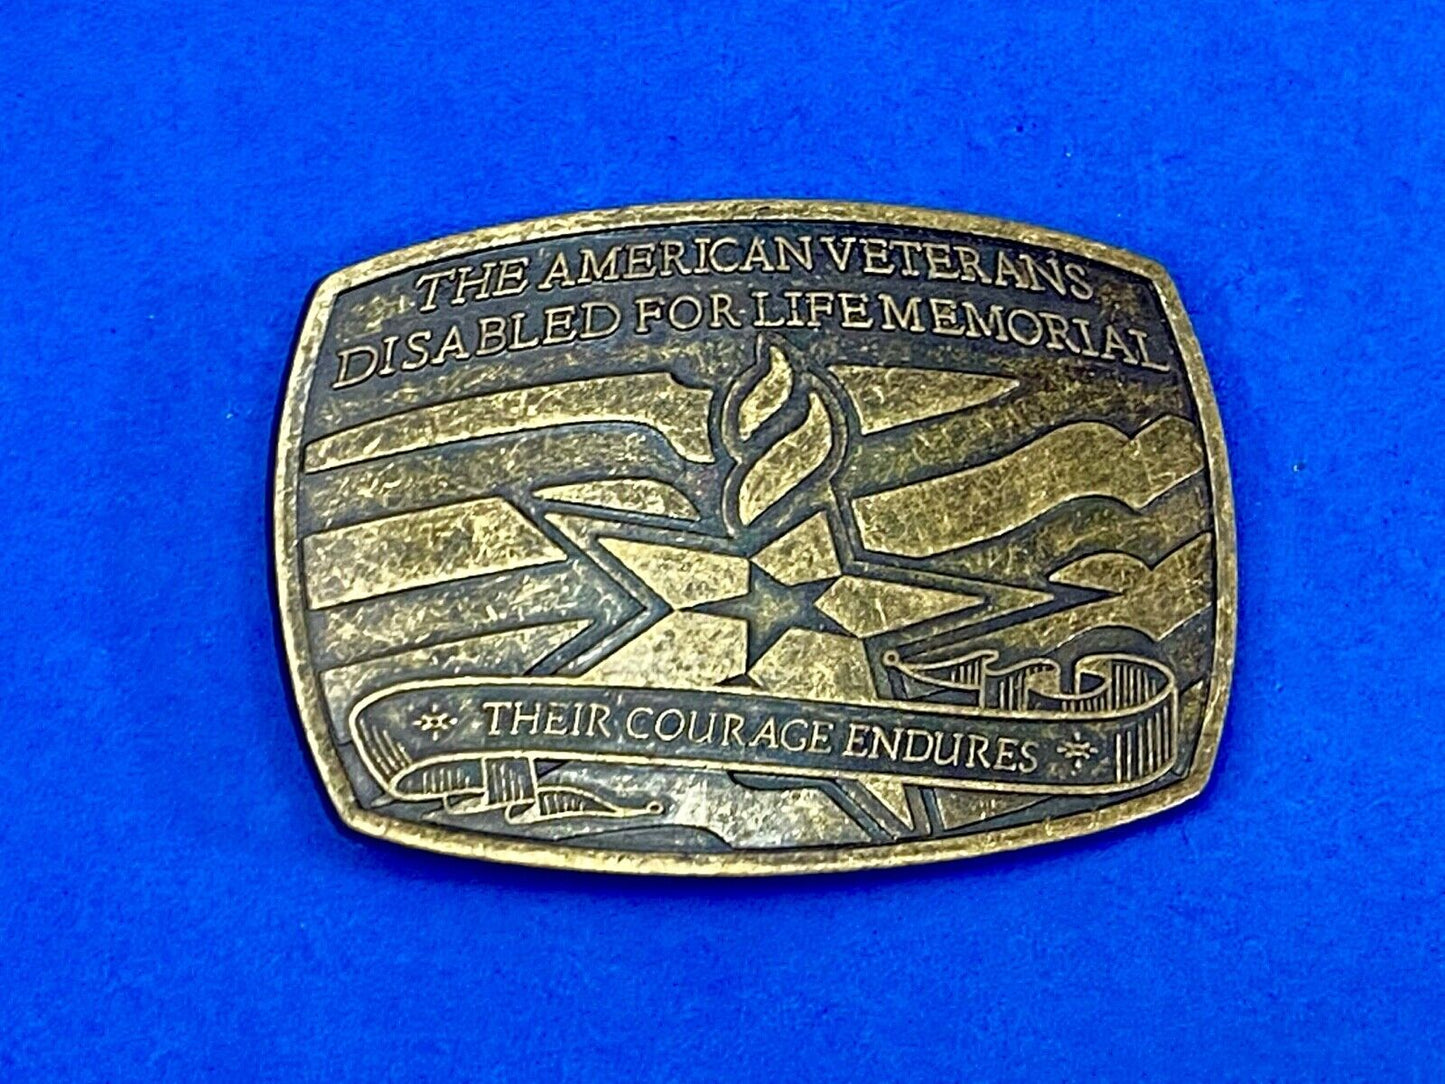 THE AMERICAN VETERANS
DISABLED FOR LIFE MEMORIAL
THEIR COURAGE ENDURES